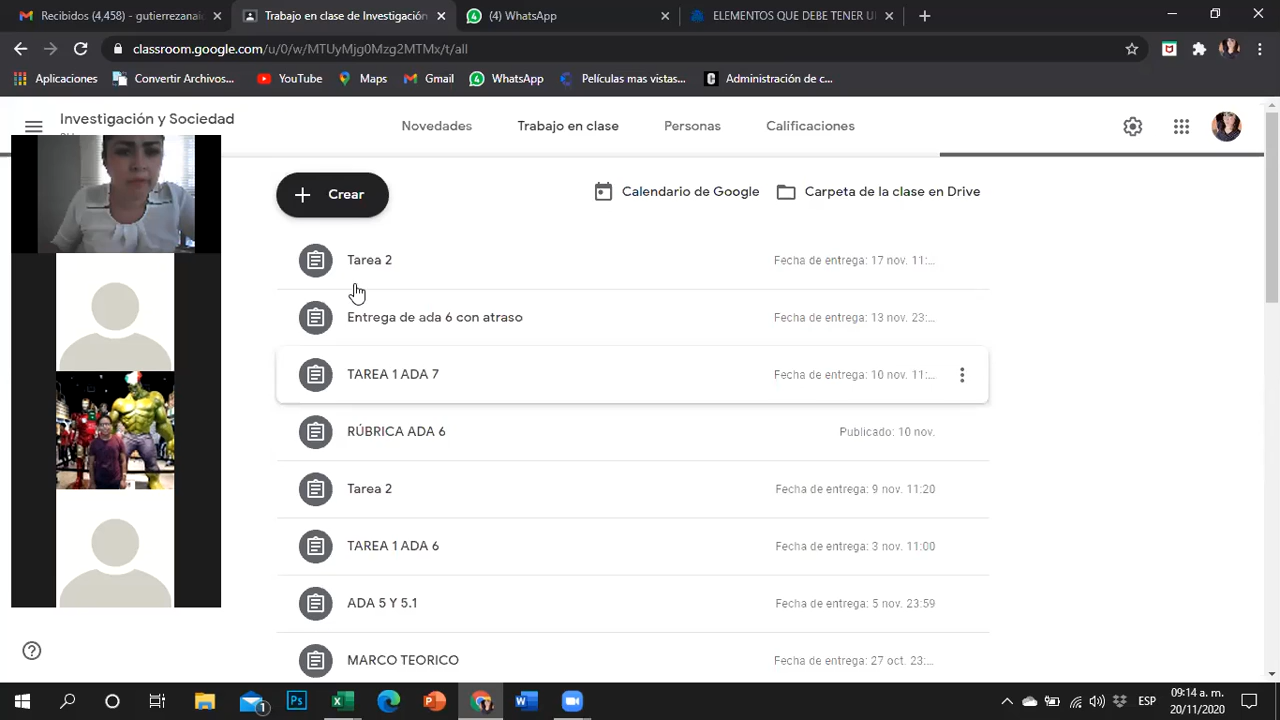 Recibidos (4,458) - gutierrezanai
Trabajo en clase de Investigación
(4) WhatsApp
ELEMENTOS QUE DEBE TENER U
classroom.google.com/u/0/w/MTUyMjg0Mzg2MTMx/t/all
Aplicaciones
Convertir Archivos...
YouTube
Maps
Gmail
WhatsApp
Películas mas vistas...
Administración de c...
Investigación y Sociedad
Novedades
Trabajo en clase
Personas
Calificaciones
Crear
Calendario de Google
Carpeta de la clase en Drive
Tarea 2
Fecha de entrega: 17 nov. 11:...
Entrega de ada 6 con atraso
Fecha de entrega: 13 nov. 23:...
TAREA 1 ADA 7
Fecha de entrega: 10 nov. 11:...
RÚBRICA ADA 6
Publicado: 10 nov.
Tarea 2
Fecha de entrega: 9 nov. 11:20
TAREA 1 ADA 6
Fecha de entrega: 3 nov. 11:00
ADA 5 Y 5.1
Fecha de entrega: 5 nov. 23:59
MARCO TEORICO
Fecha de entrega: 27 oct. 23:...
ESP
09:14 a. m.
20/11/2020